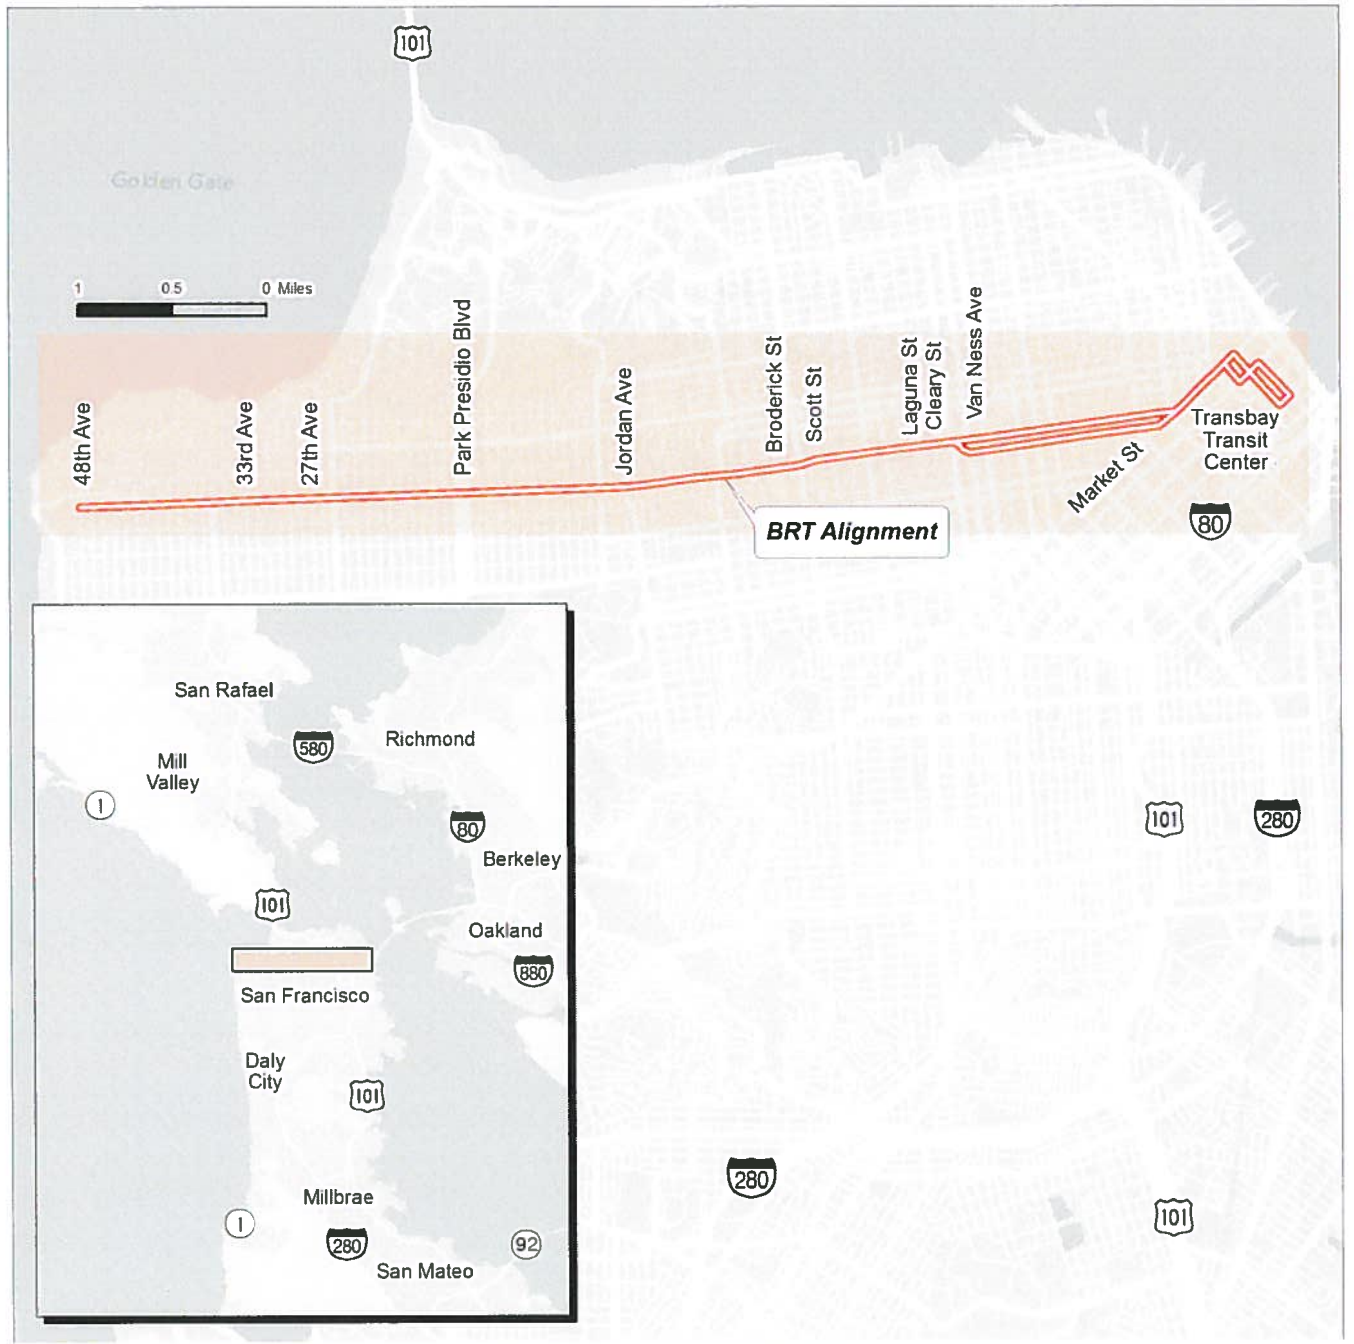 101
Golden Gate
1 0.5 0 Miles
48th Ave
33rd Ave
27th Ave
Park Presidio Blvd
Jordan Ave
Broderick St
Scott St
Laguna St
Cleary St
Van Ness Ave
Market St
Transbay
Transit
Center
BRT Alignment
80
San Rafael
580
Richmond
Mill
Valley
1
80
Berkeley
101
Oakland
880
San Francisco
Daly
City
101
Millbrae
1
280
92
San Mateo
101
280
280
101